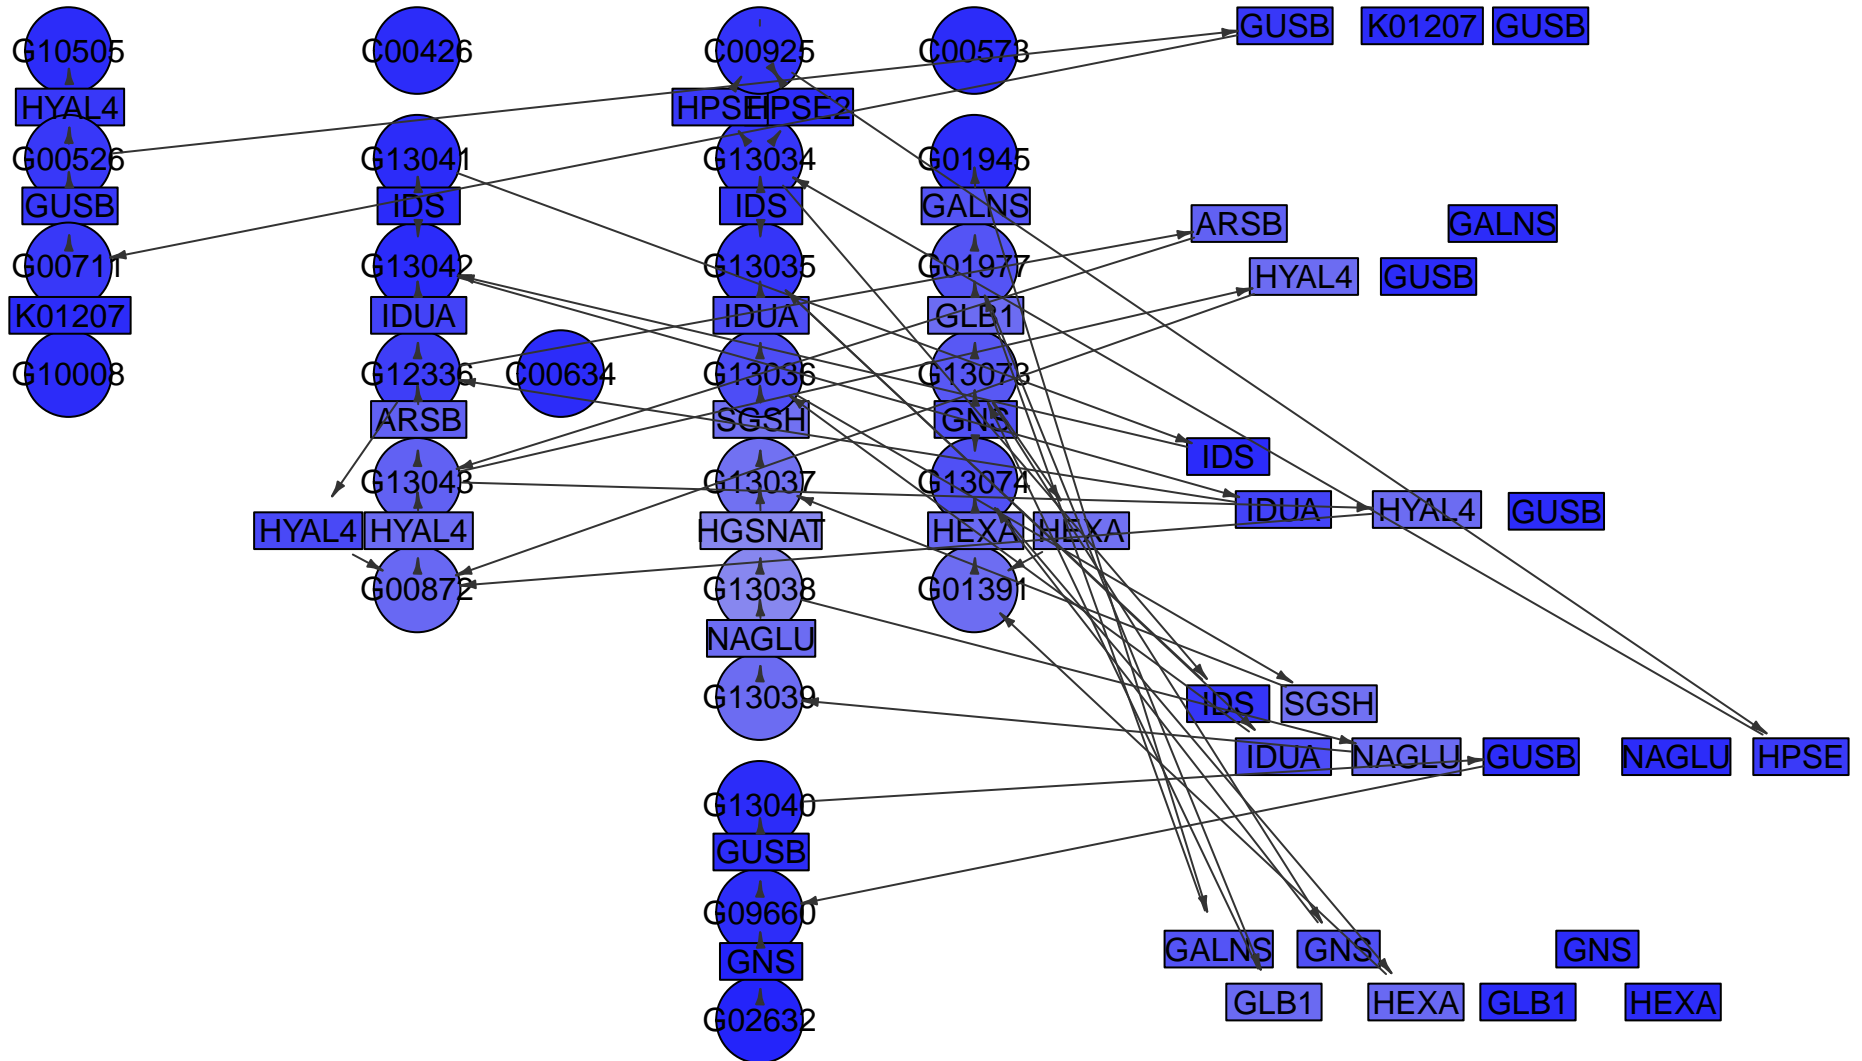 G10505 C00426 C00925 C00573 GUSB K01207 GUSB
HYAL4 HPSE HPSE2
G00526 G13041 G13034 G01945
GUSB IDS IDS GALNS ARSB GALNS
G00711 G13042 G13035 G01977 HYAL4 GUSB
K01207 IDUA IDUA GLB1
G10008 G12336 C00634 G13036 G13073
ARSB SGSH GNS IDS
G13043 G13037 G13074 IDUA HYAL4 GUSB
HYAL4 HYAL4 HGSNAT HEXA HEXA
G00872 G13038 G01391
NAGLU
G13039 IDS SGSH
IDUA NAGLU GUSB NAGLU HPSE
G13040
GUSB
G09660 GALNS GNS GNS
GNS
G02632 GLB1 HEXA GLB1 HEXA